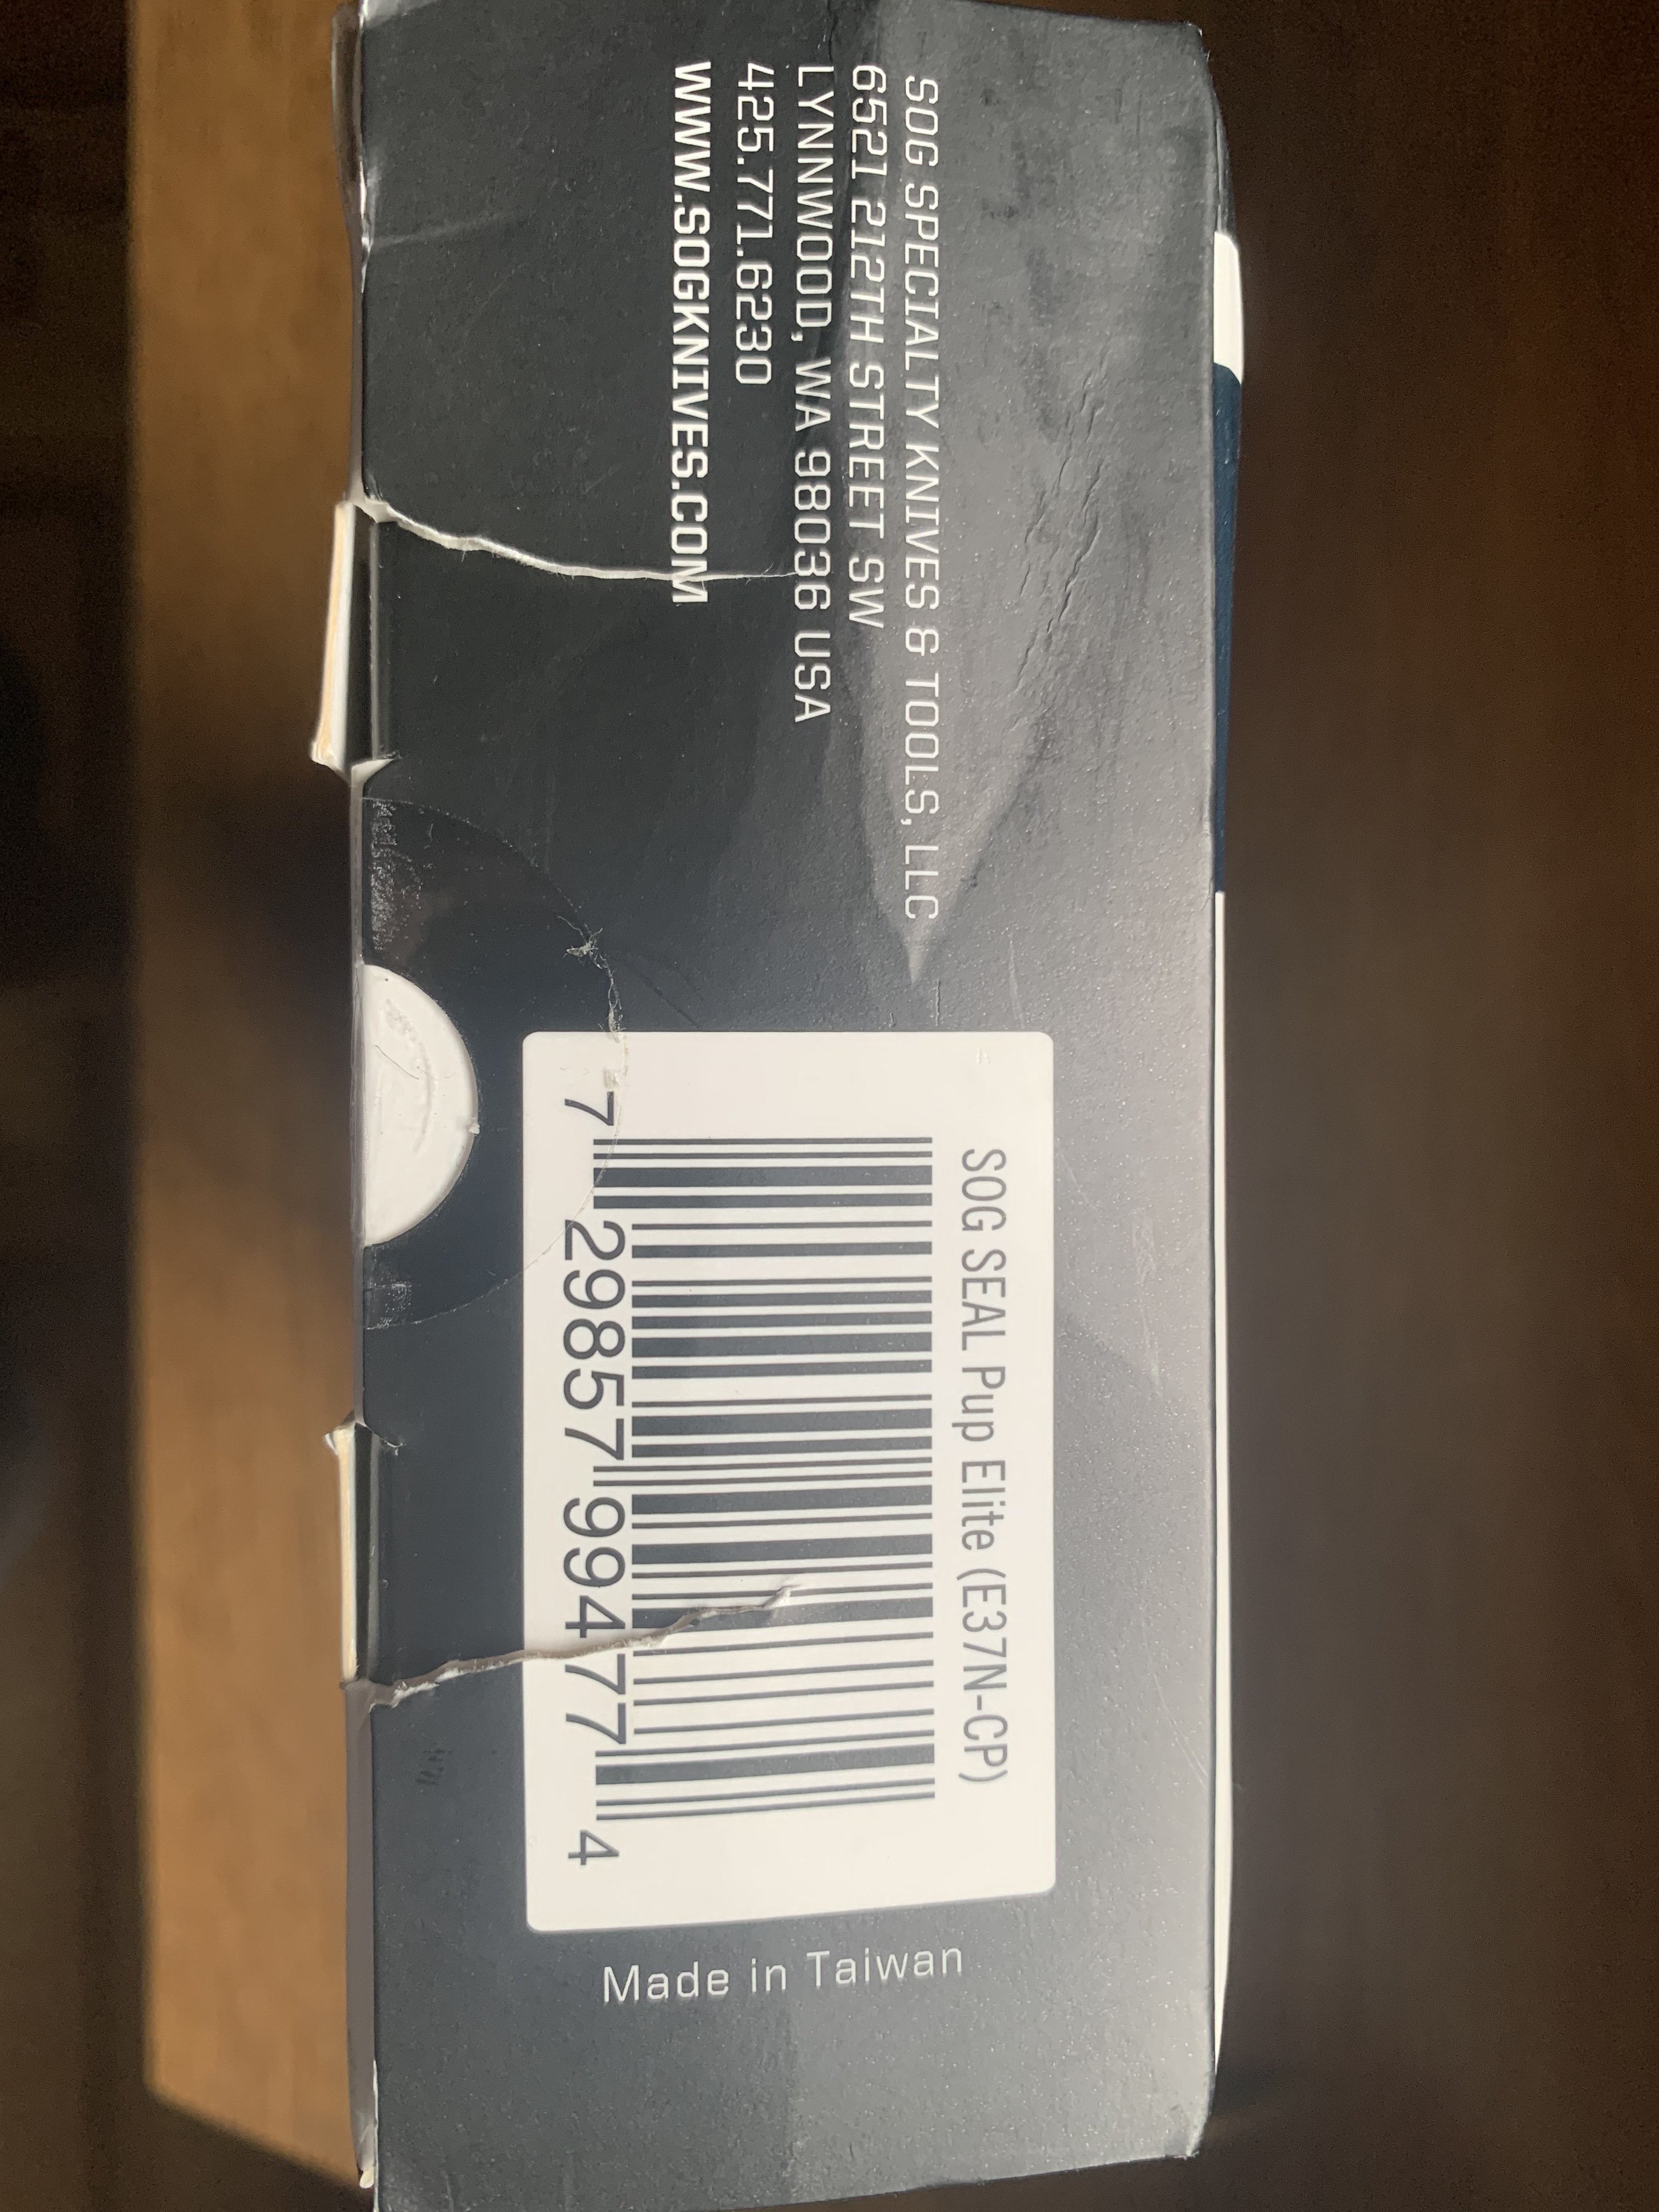 SOG SPECIALTY KNIVES & TOOLS, LLC
6521 212TH STREET SW
LYNNWOOD, WA 98036 USA
425.771.6230
WWW.SOGKNIVES.COM
SOG SEAL Pup Elite (E37N-CP)
7 29857 99477 4
Made in Taiwan